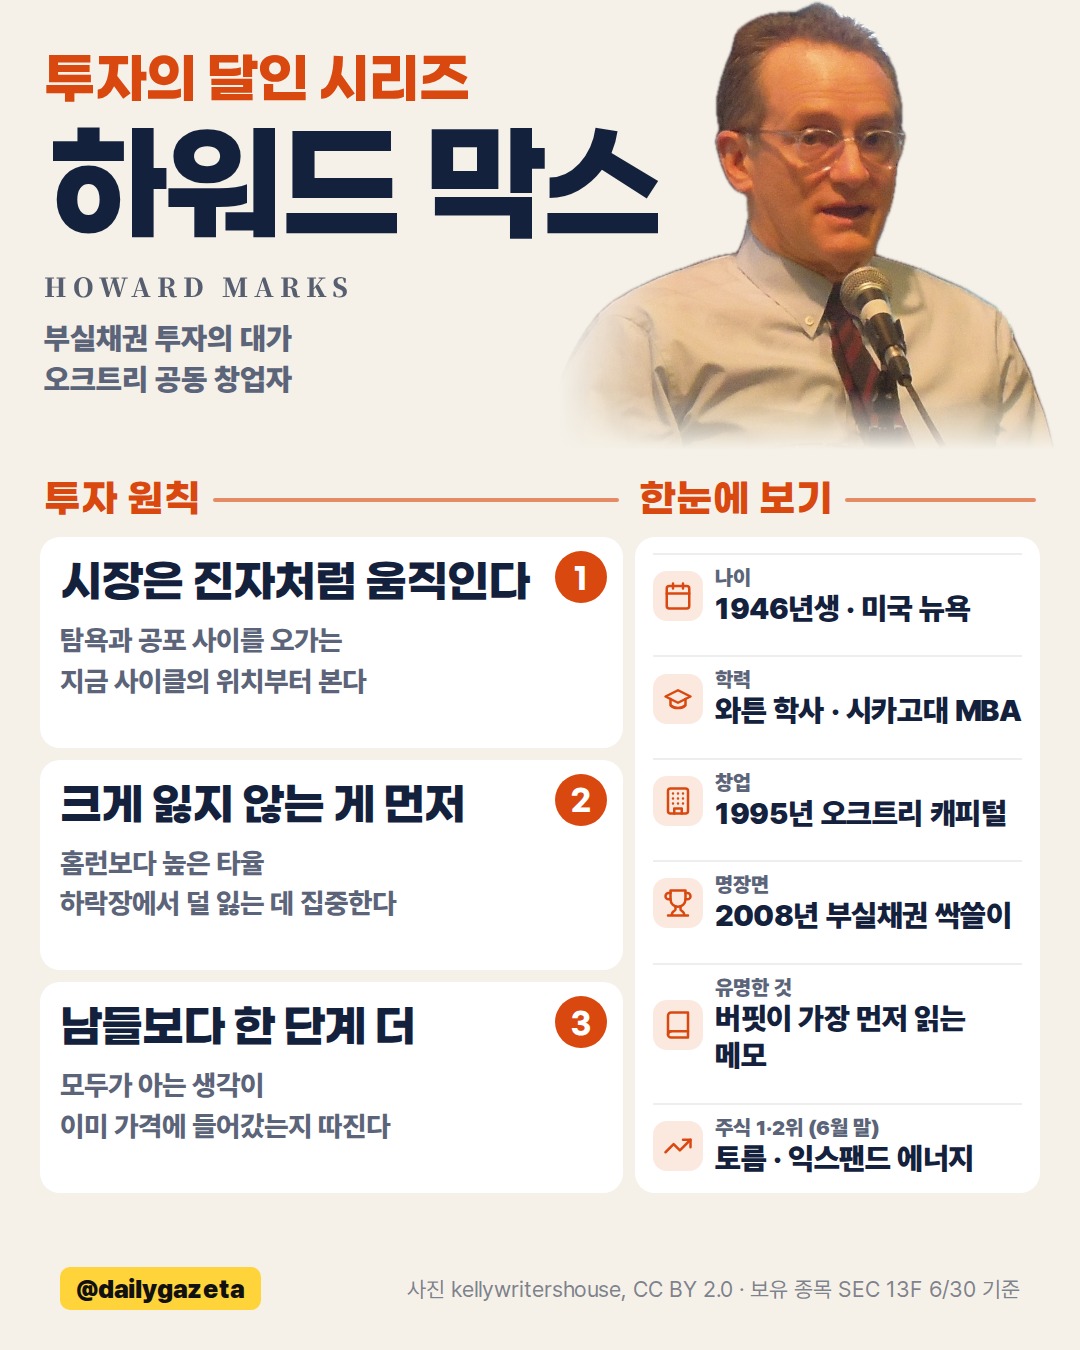 투자의 달인 시리즈
하워드 막스
HOWARD MARKS
부실채권 투자의 대가
오크트리 공동 창업자
투자 원칙
시장은 진자처럼 움직인다
1
탐욕과 공포 사이를 오가는
지금 사이클의 위치부터 본다
크게 잃지 않는 게 먼저
2
홈런보다 높은 타율
하락장에서 덜 잃는 데 집중한다
남들보다 한 단계 더
3
모두가 아는 생각이
이미 가격에 들어갔는지 따진다
한눈에 보기
나이
1946년생 · 미국 뉴욕
학력
와튼 학사 · 시카고대 MBA
창업
1995년 오크트리 캐피털
명장면
2008년 부실채권 싹쓸이
유명한 것
버핏이 가장 먼저 읽는
메모
주식 1·2위 (6월 말)
토름 · 익스팬드 에너지
@dailygazeta
사진 kellywritershouse, CC BY 2.0 · 보유 종목 SEC 13F 6/30 기준